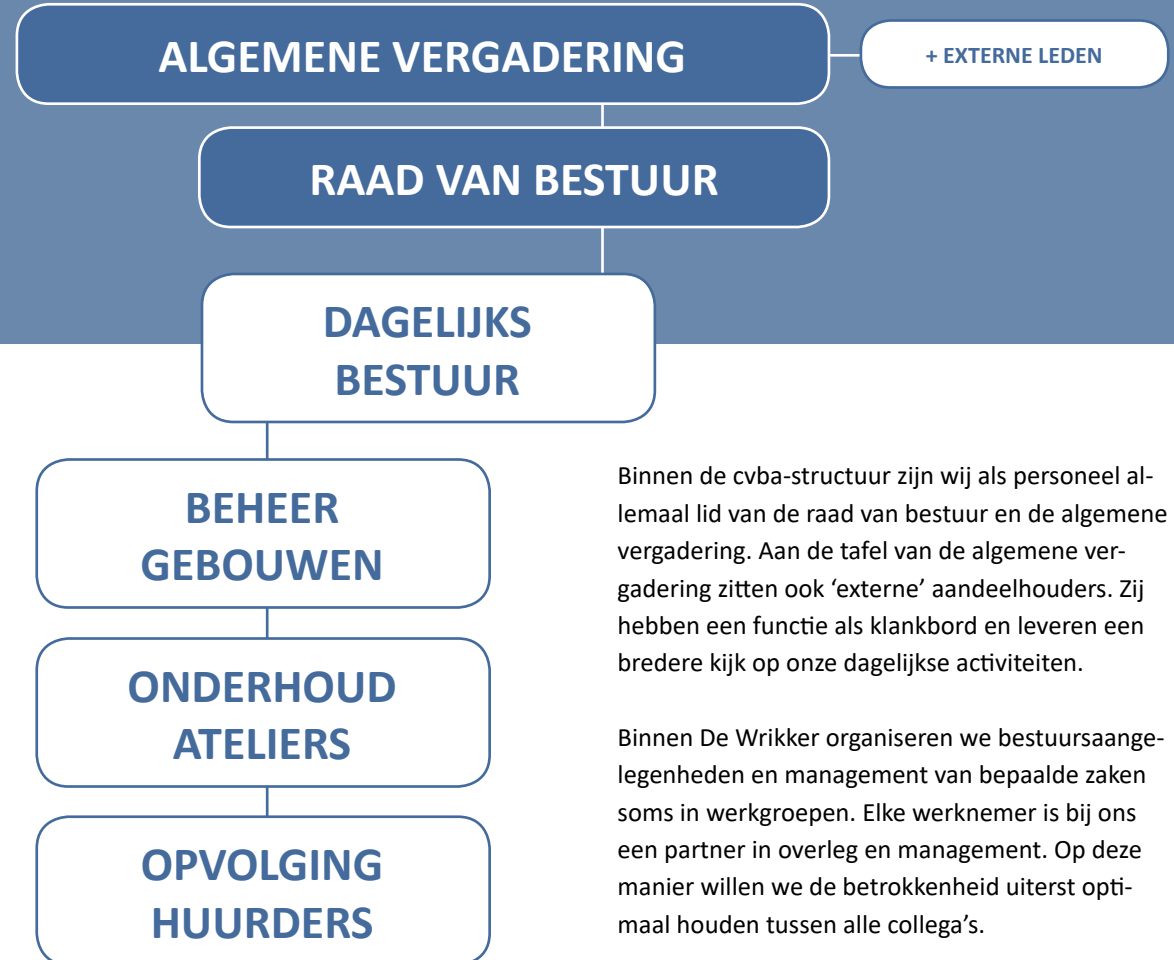 ALGEMENE VERGADERING
+ EXTERNE LEDEN
RAAD VAN BESTUUR
DAGELIJKS
BESTUUR
BEHEER
GEBOUWEN
ONDERHOUD
ATELIERS
OPVOLGING
HUURDERS
Binnen de cvba-structuur zijn wij als personeel al-
lemaal lid van de raad van bestuur en de algemene
vergadering. Aan de tafel van de algemene ver-
gadering zitten ook ‘externe’ aandeelhouders. Zij
hebben een functie als klankbord en leveren een
bredere kijk op onze dagelijkse activiteiten.
Binnen De Wrikker organiseren we bestuursaange-
legenheden en management van bepaalde zaken
soms in werkgroepen. Elke werknemer is bij ons
een partner in overleg en management. Op deze
manier willen we de betrokkenheid uiterst opti-
maal houden tussen alle collega’s.